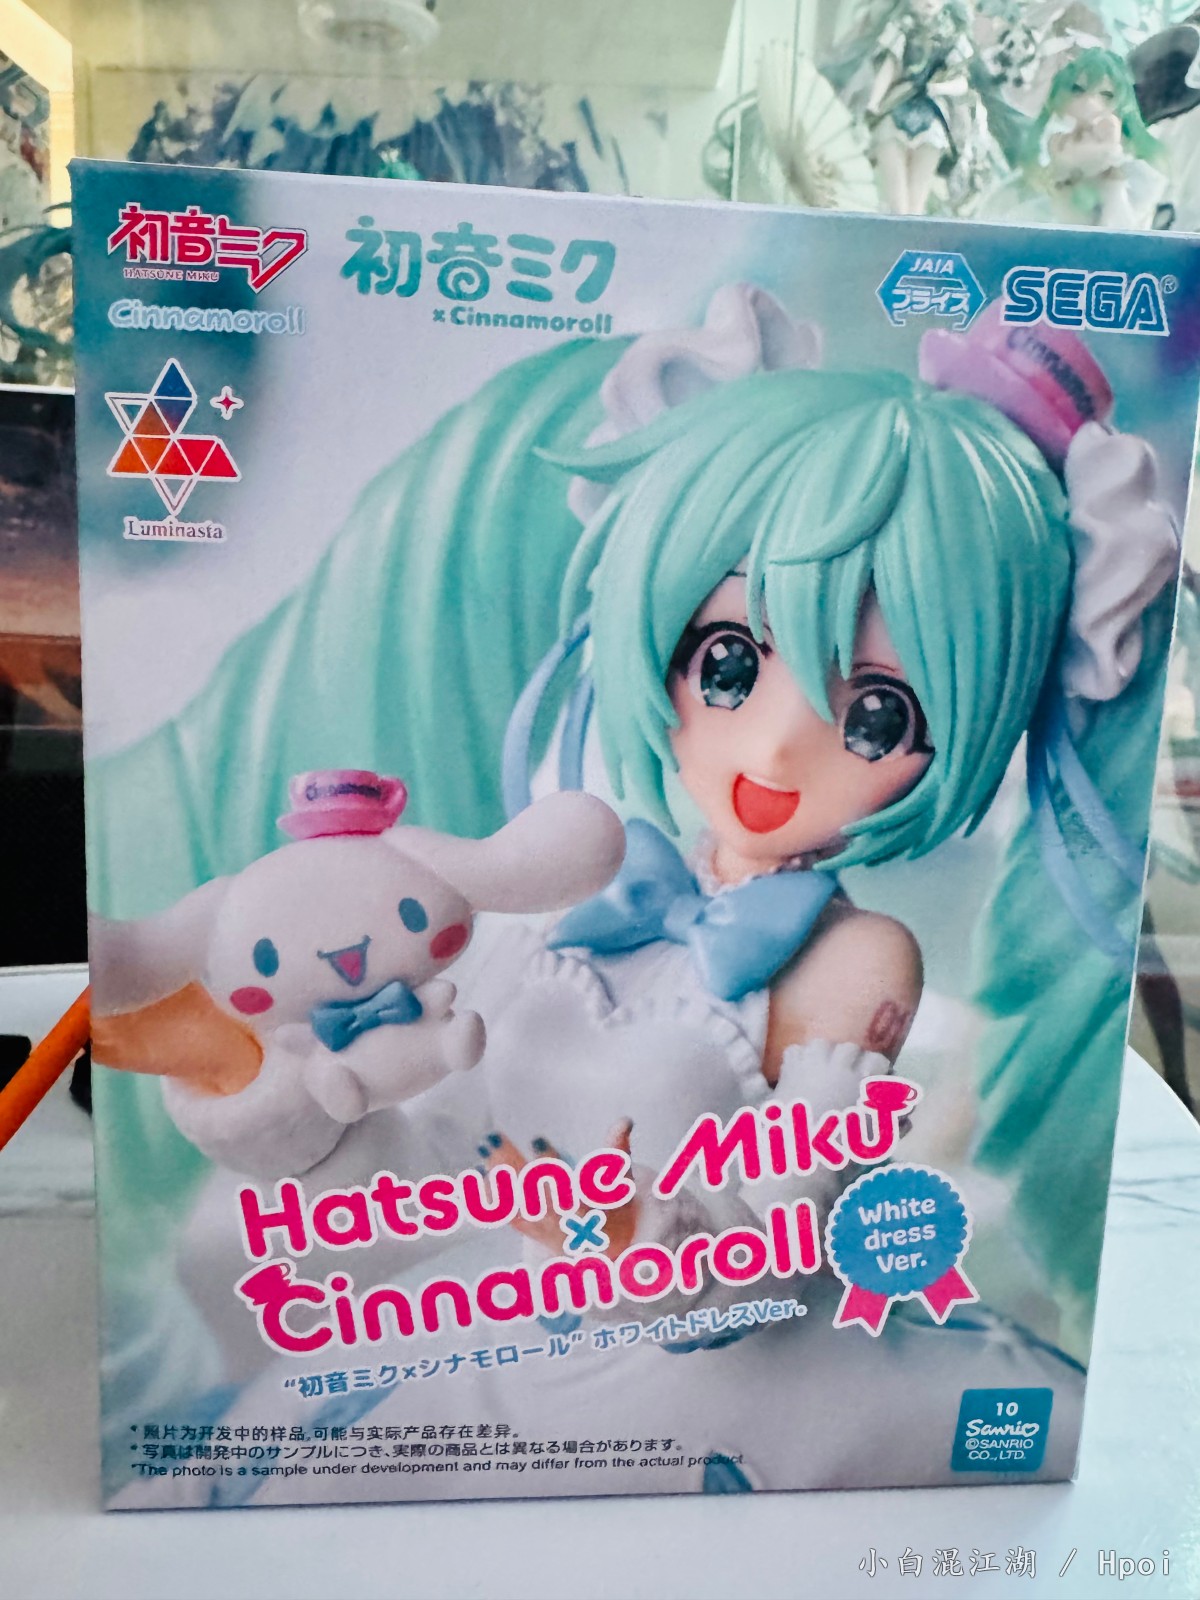 初音ミク
HATSUNE MIKU
Cinnamoroll
初音ミク
×Cinnamoroll
JAIA
プライズ
SEGA®
Luminasta
Cinnamoroll
Cinnamoroll
01
Hatsune Miku
×
Cinnamoroll
White
dress
Ver.
“初音ミク×シナモロール” ホワイトドレスVer.
*照片为开发中的样品,可能与实际产品存在差异。
*写真は開発中のサンプルにつき、実際の商品とは異なる場合があります。
*The photo is a sample under development and may differ from the actual product.
10
Sanrio
©SANRIO
CO.,LTD.
小白混江湖 / Hpoi